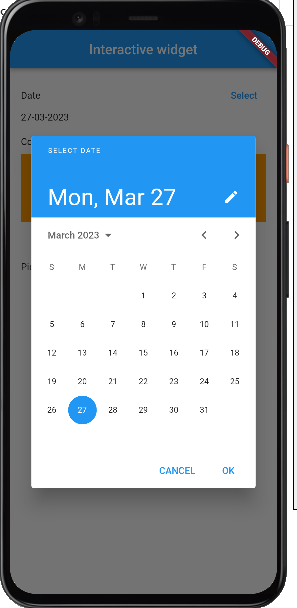 Interactive widget
DEBUG
Date Select
27-03-2023
Co
SELECT DATE
Mon, Mar 27
March 2023
S M T W T F S
1 2 3 4
5 6 7 8 9 10 11
12 13 14 15 16 17 18
19 20 21 22 23 24 25
26 27 28 29 30 31
CANCEL OK